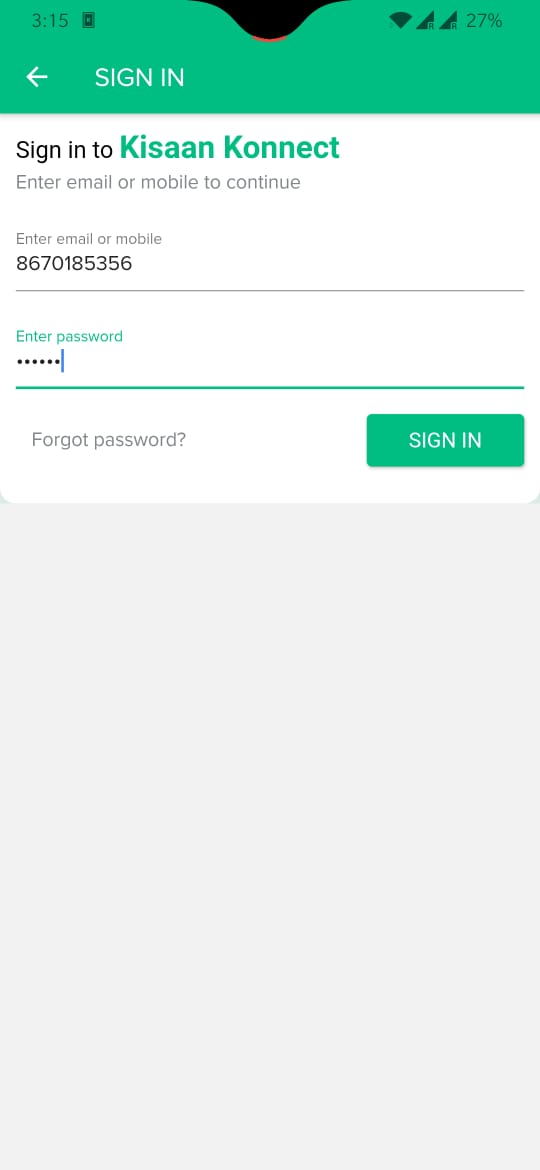 3:15 27%
SIGN IN
Sign in to Kisaan Konnect
Enter email or mobile to continue
Enter email or mobile
8670185356
Enter password
••••••
Forgot password? SIGN IN